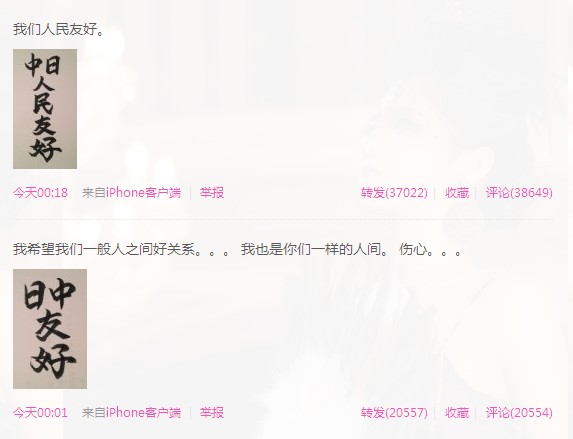 我们人民友好。
中日
人
民
友
好
今天00:18 来自iPhone客户端 | 举报 转发(37022) | 收藏 | 评论(38649)
我希望我们一般人之间好关系。。。 我也是你们一样的人间。 伤心。。。
日中
友
好
今天00:01 来自iPhone客户端 | 举报 转发(20557) | 收藏 | 评论(20554)